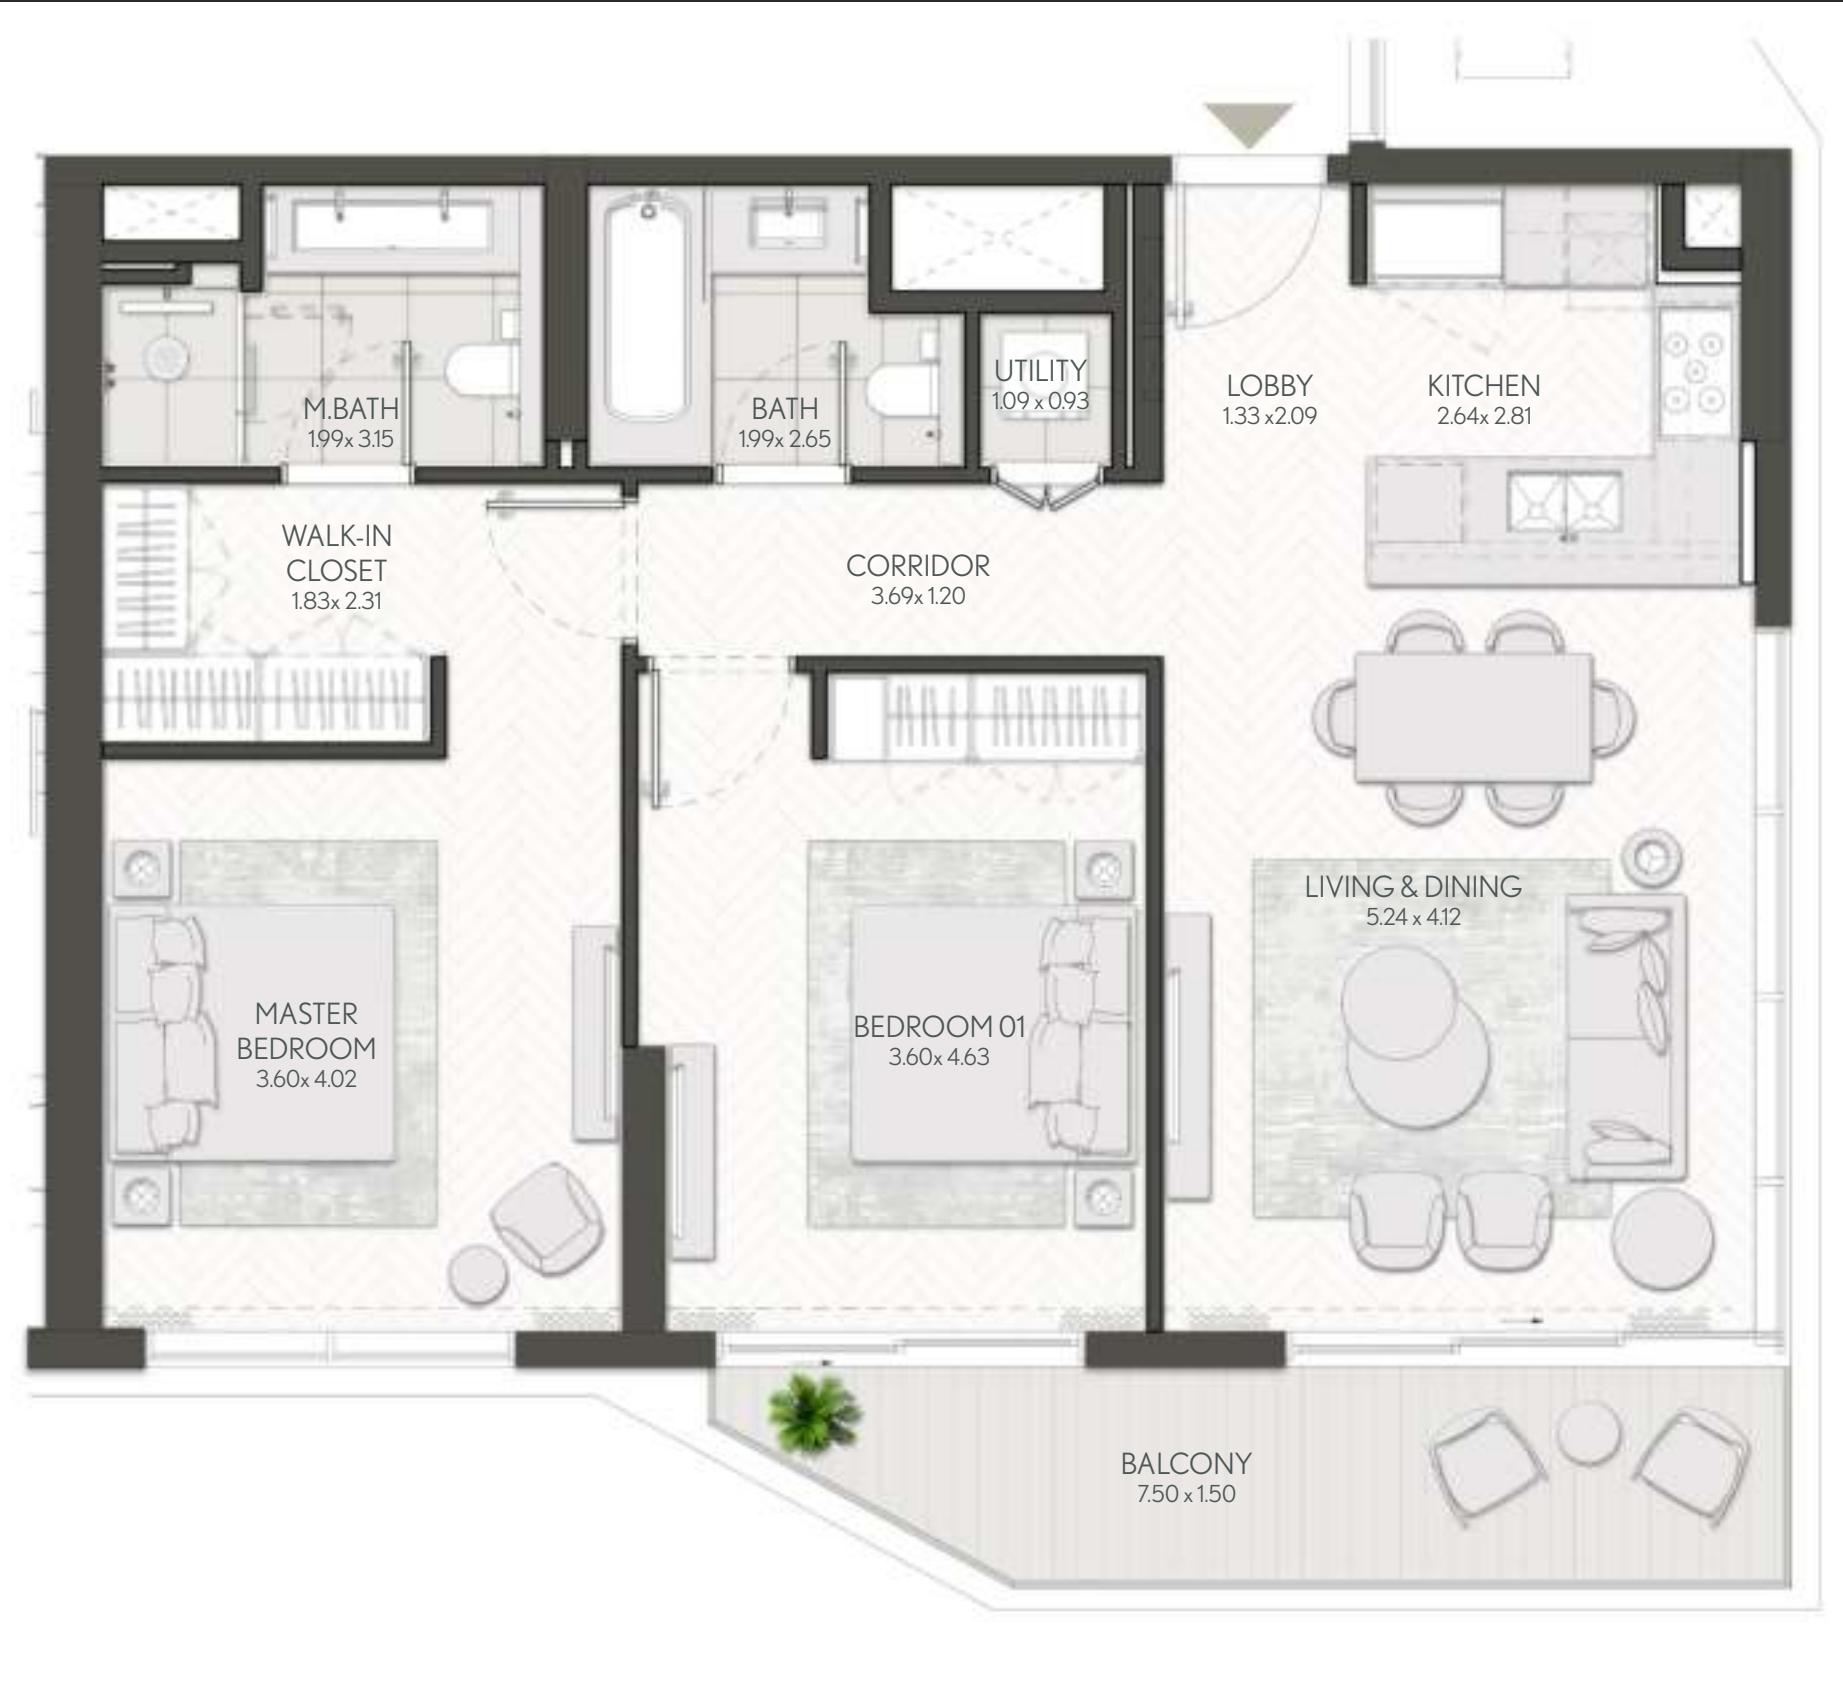 UTILITY
1.09 x 0.93
LOBBY
1.33 x2.09
KITCHEN
2.64x 2.81
M.BATH
1.99x 3.15
BATH
1.99x 2.65
WALK-IN
CLOSET
1.83x 2.31
CORRIDOR
3.69x 1.20
LIVING & DINING
5.24 x 4.12
MASTER
BEDROOM
3.60x 4.02
BEDROOM 01
3.60x 4.63
BALCONY
7.50 x 1.50